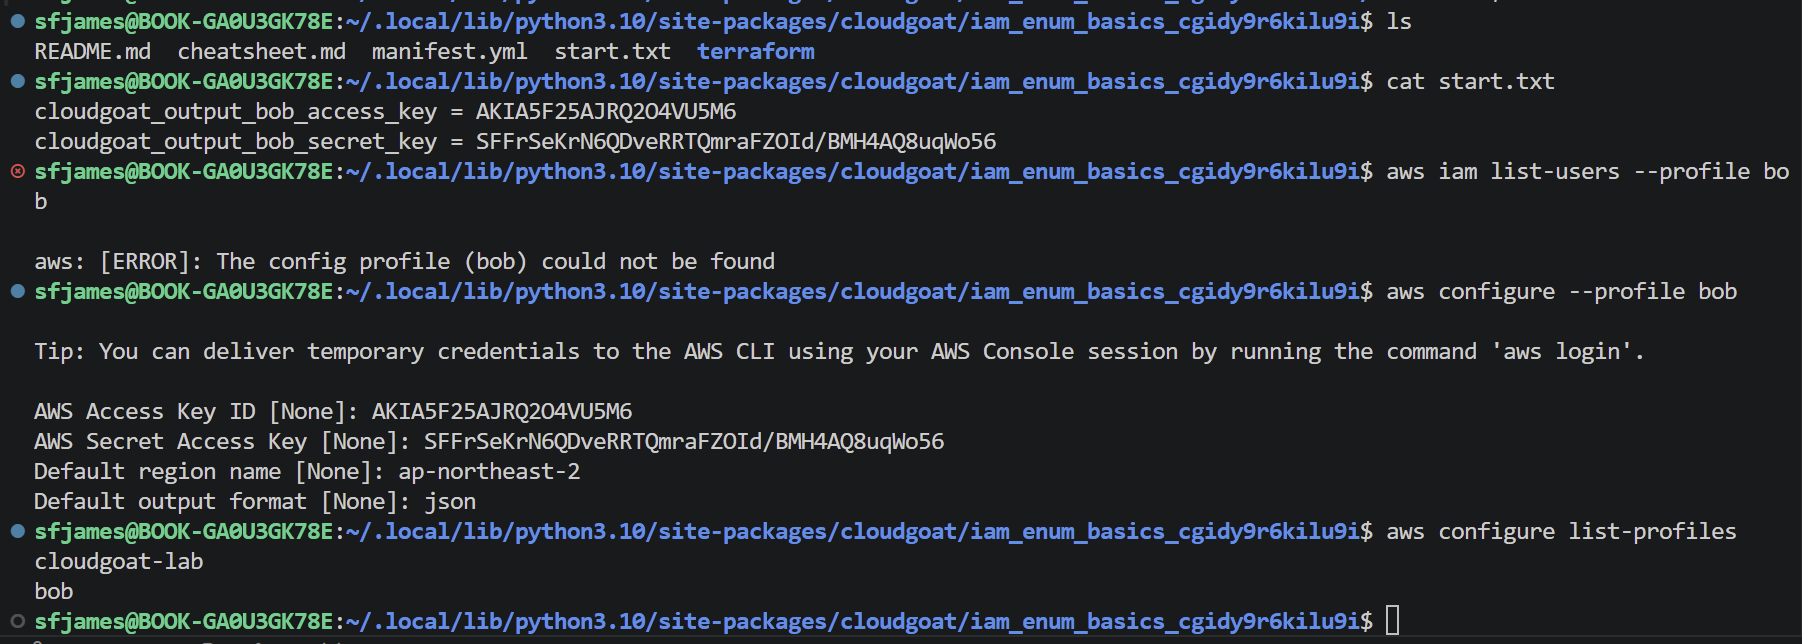 sfjames@BOOK-GA0U3GK78E:~/.local/lib/python3.10/site-packages/cloudgoat/iam_enum_basics_cgidy9r6kilu9i$ ls
README.md  cheatsheet.md  manifest.yml  start.txt  terraform
sfjames@BOOK-GA0U3GK78E:~/.local/lib/python3.10/site-packages/cloudgoat/iam_enum_basics_cgidy9r6kilu9i$ cat start.txt
cloudgoat_output_bob_access_key = AKIA5F25AJRQ2O4VU5M6
cloudgoat_output_bob_secret_key = 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
sfjames@BOOK-GA0U3GK78E:~/.local/lib/python3.10/site-packages/cloudgoat/iam_enum_basics_cgidy9r6kilu9i$ aws iam list-users --profile bo
b
aws: [ERROR]: The config profile (bob) could not be found
sfjames@BOOK-GA0U3GK78E:~/.local/lib/python3.10/site-packages/cloudgoat/iam_enum_basics_cgidy9r6kilu9i$ aws configure --profile bob
Tip: You can deliver temporary credentials to the AWS CLI using your AWS Console session by running the command 'aws login'.
AWS Access Key ID [None]: AKIA5F25AJRQ2O4VU5M6
AWS Secret Access Key [None]: SFFrSeKrN6QDveRRTQmraFZOId/BMH4AQ8uqWo56
Default region name [None]: ap-northeast-2
Default output format [None]: json
sfjames@BOOK-GA0U3GK78E:~/.local/lib/python3.10/site-packages/cloudgoat/iam_enum_basics_cgidy9r6kilu9i$ aws configure list-profiles
cloudgoat-lab
bob
sfjames@BOOK-GA0U3GK78E:~/.local/lib/python3.10/site-packages/cloudgoat/iam_enum_basics_cgidy9r6kilu9i$